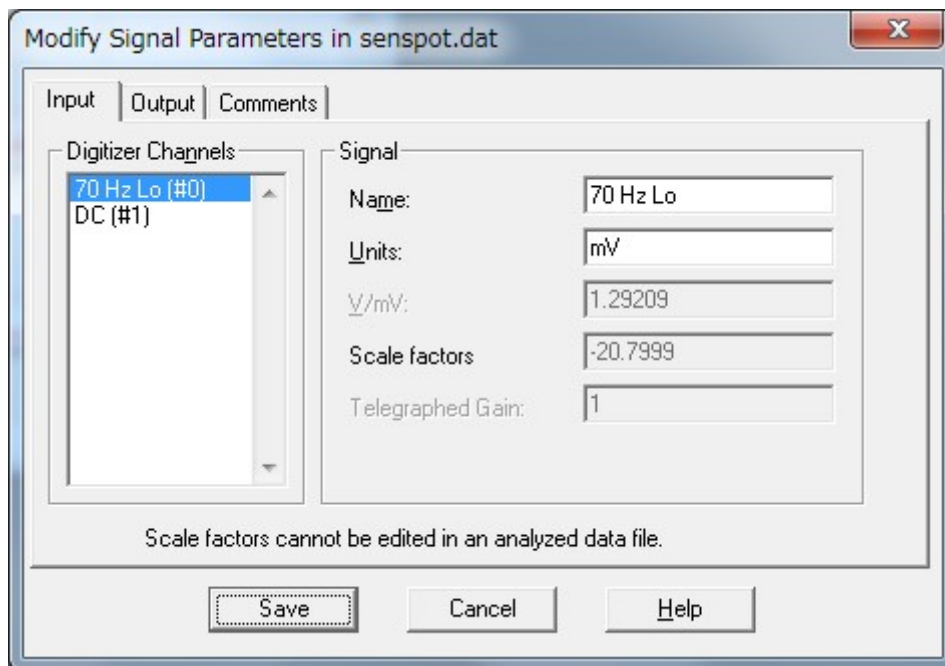 Modify Signal Parameters in senspot.dat
Input Output Comments
Digitizer Channels
70 Hz Lo (#0)
DC (#1)
Signal
Name: 70 Hz Lo
Units: mV
V/mV: 1.29209
Scale factors -20.7999
Telegraphed Gain: 1
Scale factors cannot be edited in an analyzed data file.
Save Cancel Help